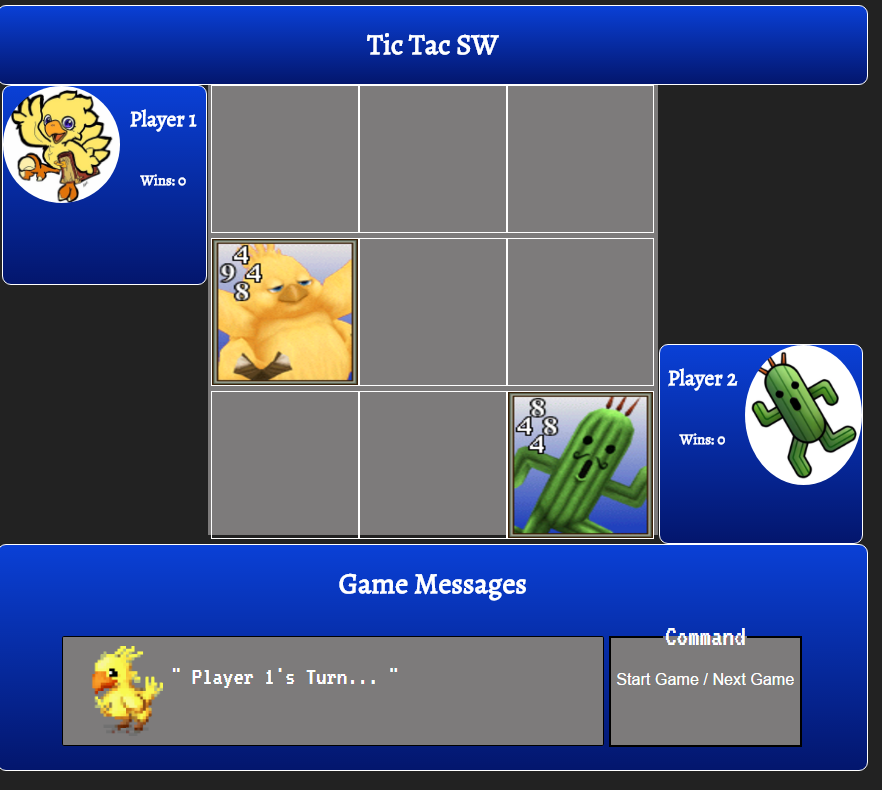 Tic Tac SW
Player 1
Wins: 0
4
9 4
8
8
4 8
4
Player 2
Wins: 0
Game Messages
" Player 1's Turn... "
Command
Start Game / Next Game